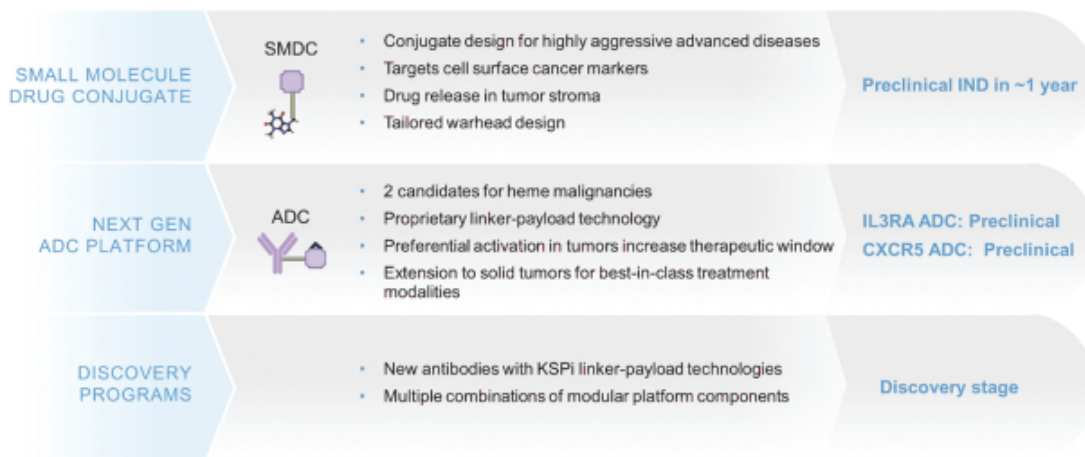 SMALL MOLECULE
DRUG CONJUGATE
SMDC
• Conjugate design for highly aggressive advanced diseases
• Targets cell surface cancer markers
• Drug release in tumor stroma
• Tailored warhead design
Preclinical IND in ~1 year
NEXT GEN
ADC PLATFORM
ADC
• 2 candidates for heme malignancies
• Proprietary linker-payload technology
• Preferential activation in tumors increase therapeutic window
• Extension to solid tumors for best-in-class treatment
modalities
IL3RA ADC: Preclinical
CXCR5 ADC: Preclinical
DISCOVERY
PROGRAMS
• New antibodies with KSPi linker-payload technologies
• Multiple combinations of modular platform components
Discovery stage